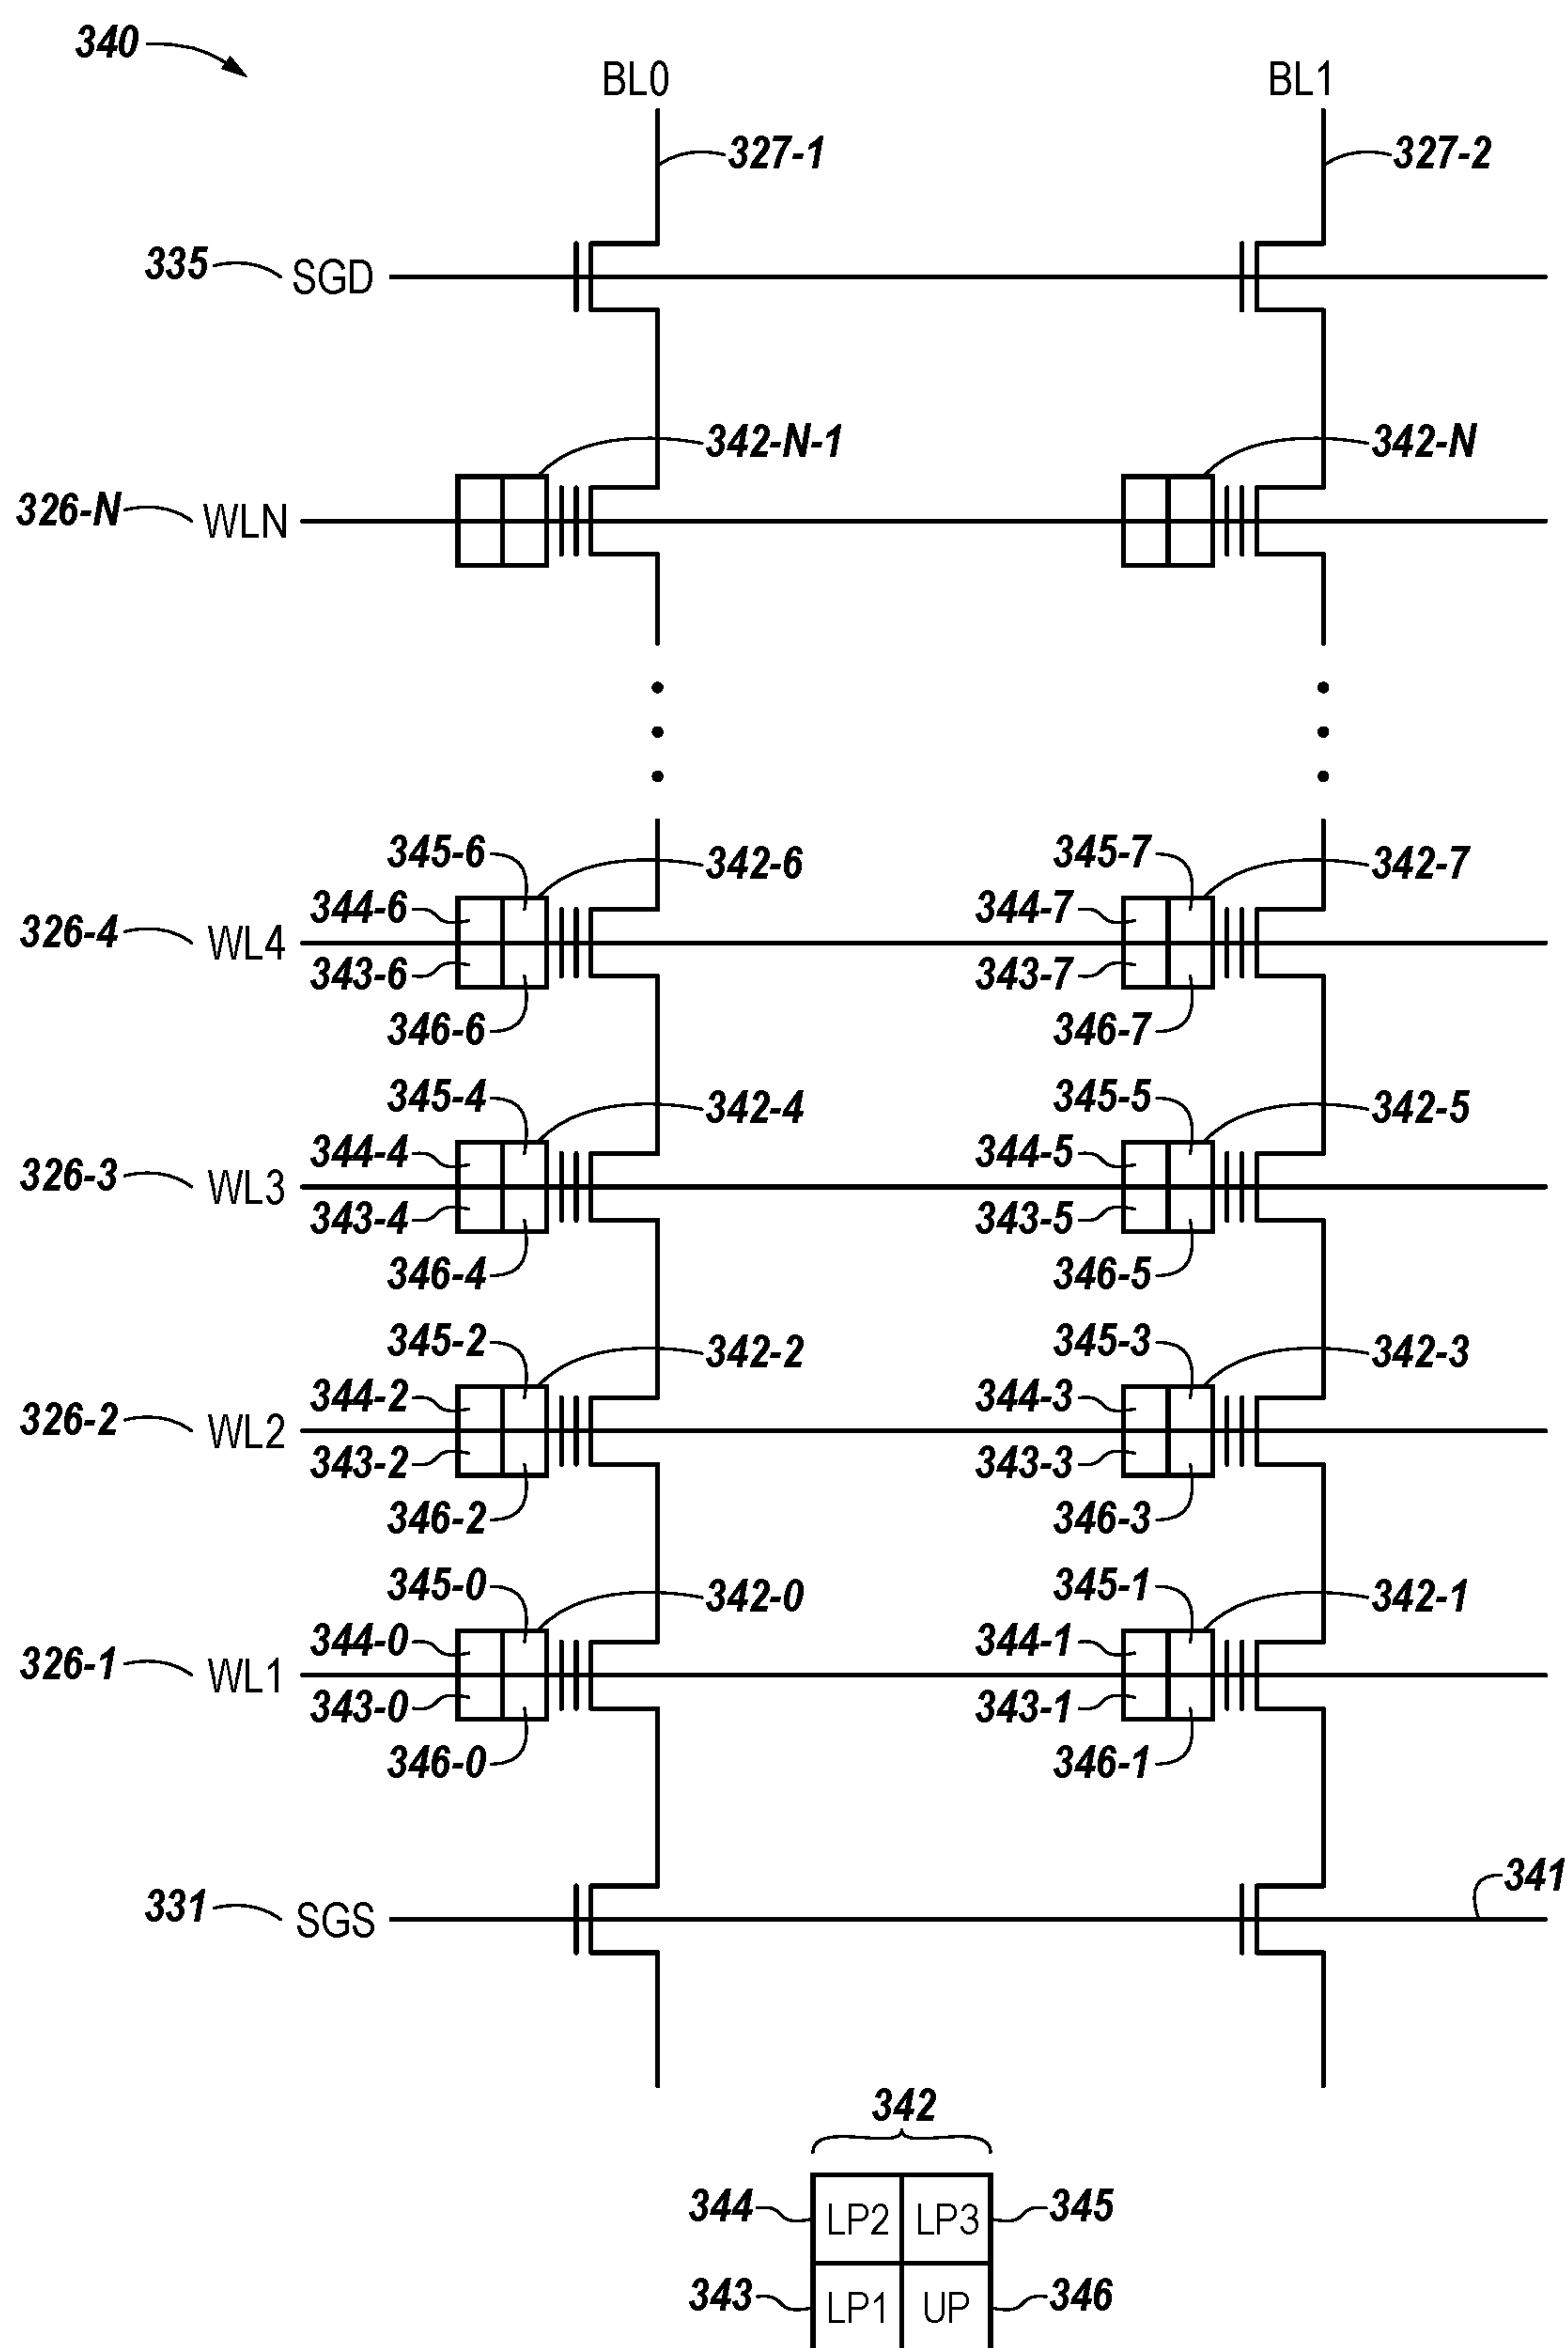 340
BL0 BL1
327-1 327-2
335 SGD
342-N-1 342-N
326-N WLN
345-6 342-6 345-7 342-7
344-6 344-7
326-4 WL4
343-6 343-7
346-6 346-7
345-4 342-4 345-5 342-5
344-4 344-5
326-3 WL3
343-4 343-5
346-4 346-5
345-2 342-2 345-3 342-3
344-2 344-3
326-2 WL2
343-2 343-3
346-2 346-3
345-0 342-0 345-1 342-1
344-0 344-1
326-1 WL1
343-0 343-1
346-0 346-1
341
331 SGS
342
344 LP2 LP3 345
343 LP1 UP 346